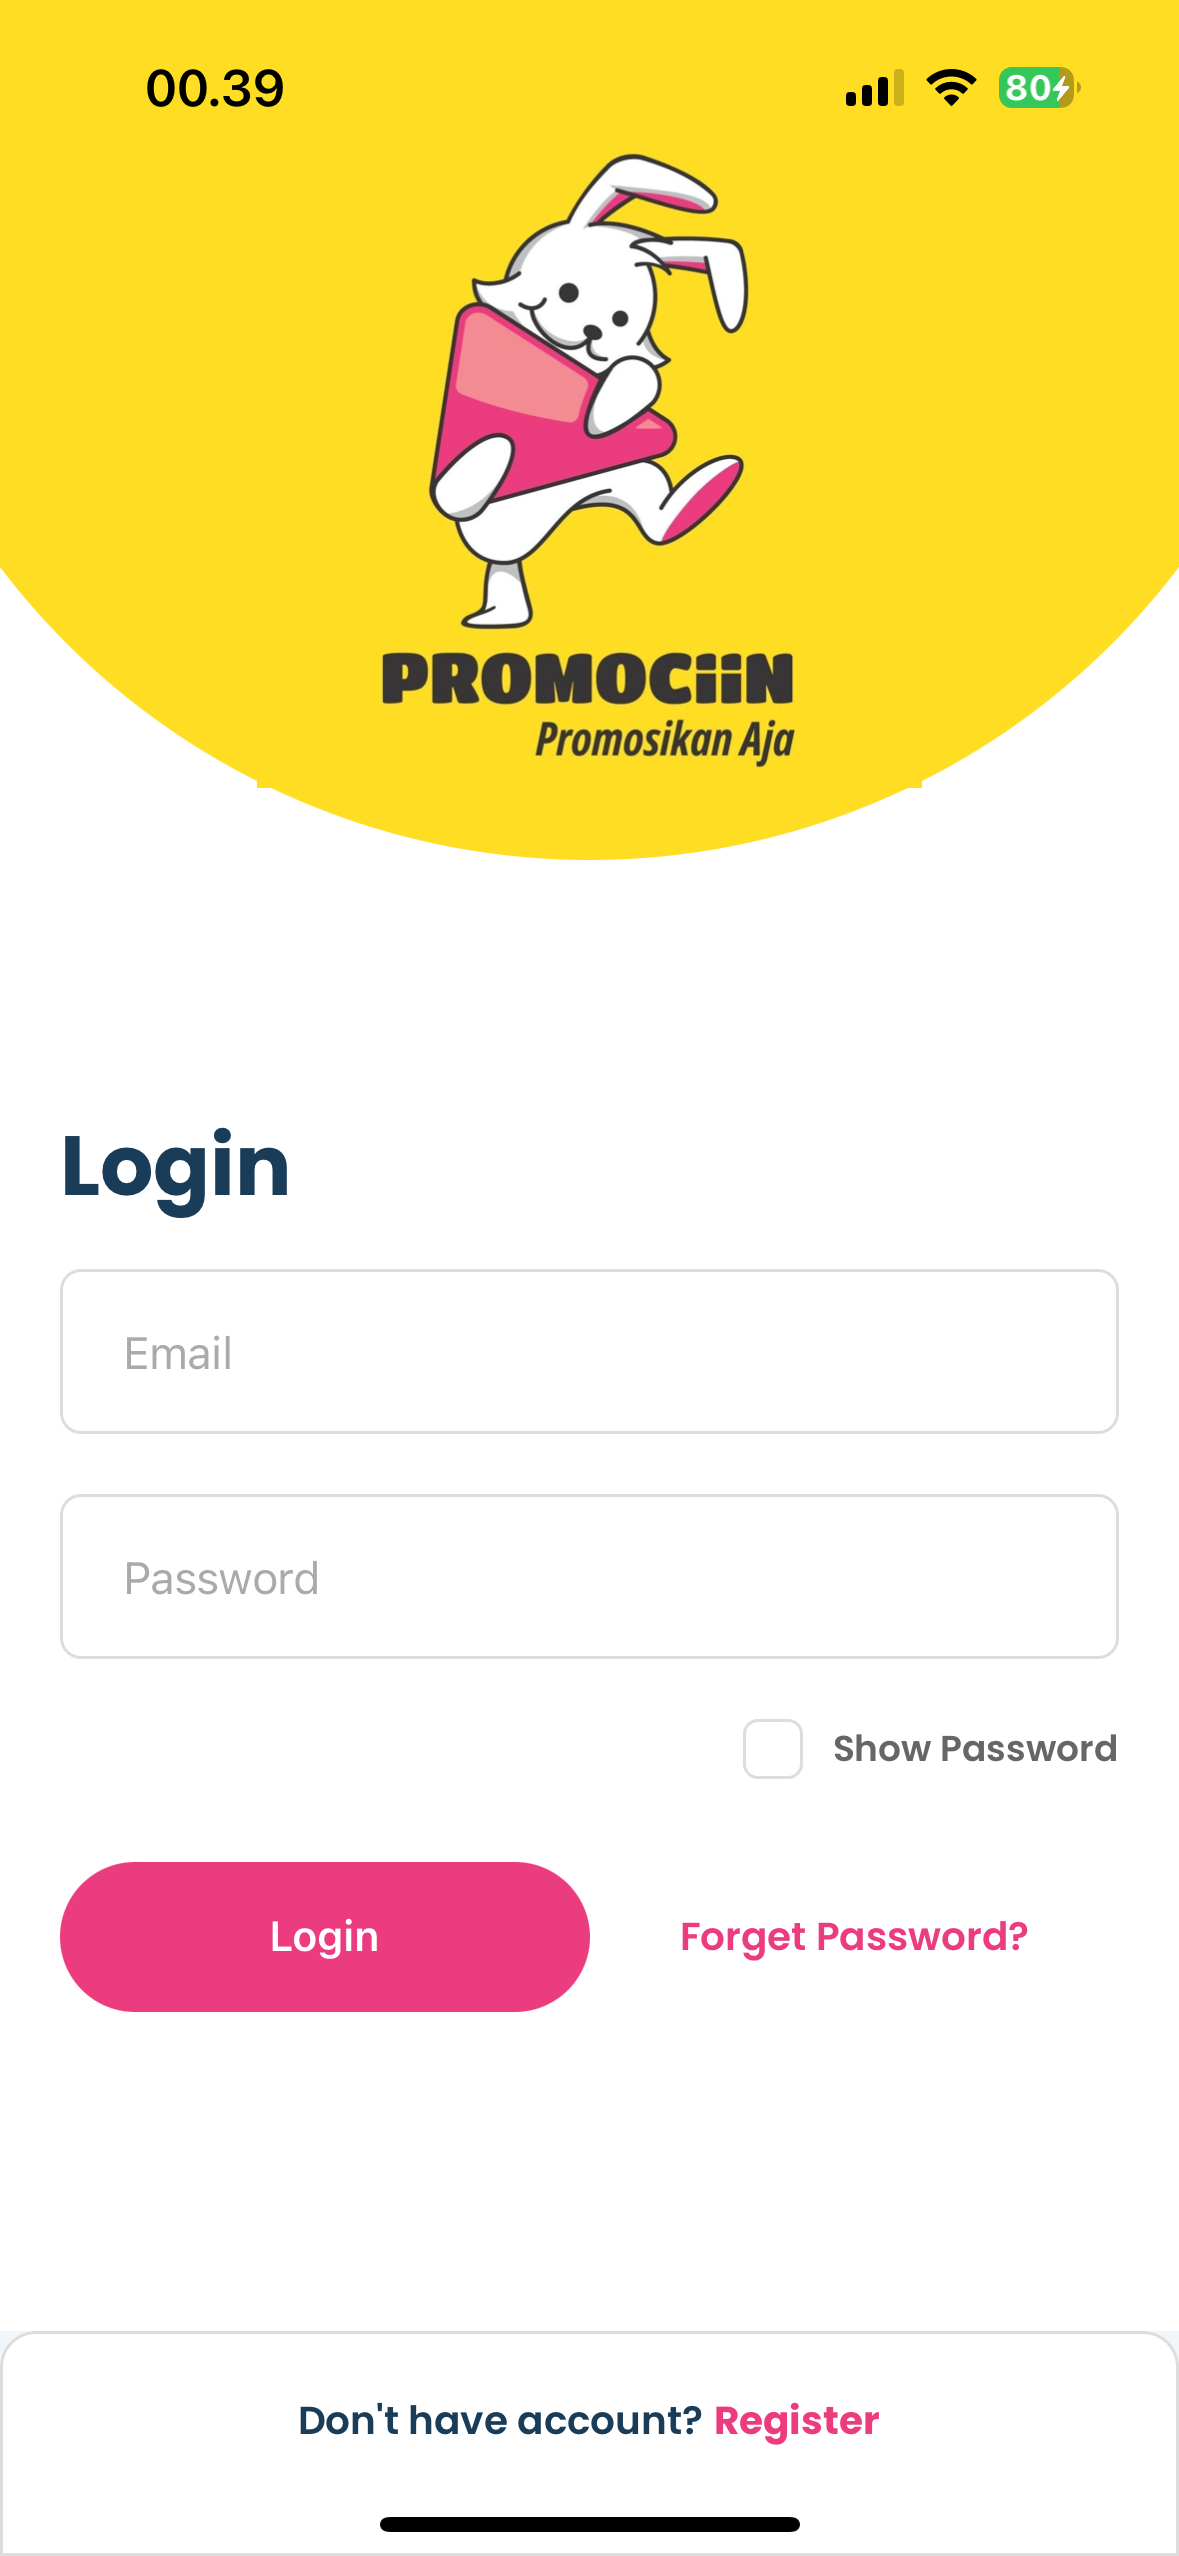 00.39
80
PROMOCiiN
Promosikan Aja
Login
Email
Password
Show Password
Login
Forget Password?
Don't have account? Register